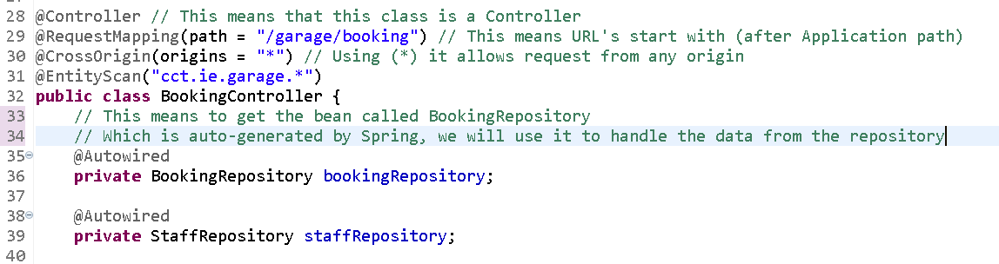 28 @Controller // This means that this class is a Controller
29 @RequestMapping(path = "/garage/booking") // This means URL's start with (after Application path)
30 @CrossOrigin(origins = "*") // Using (*) it allows request from any origin
31 @EntityScan("cct.ie.garage.*")
32 public class BookingController {
33 // This means to get the bean called BookingRepository
34 // Which is auto-generated by Spring, we will use it to handle the data from the repository
35 @Autowired
36 private BookingRepository bookingRepository;
37
38 @Autowired
39 private StaffRepository staffRepository;
40